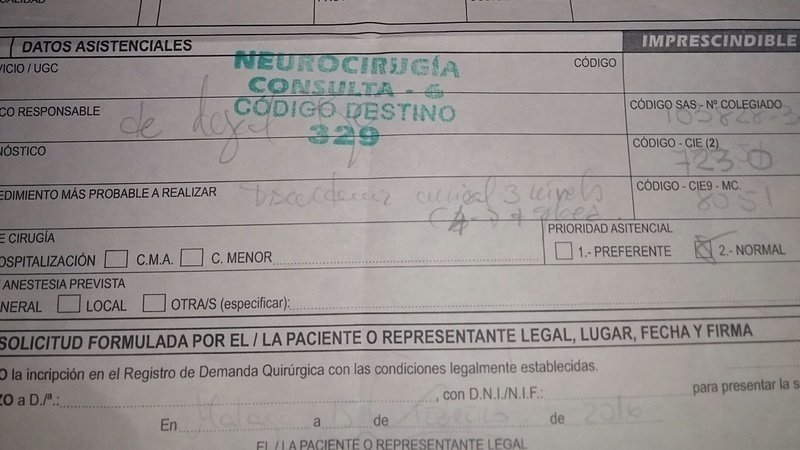 DATOS ASISTENCIALES
IMPRESCINDIBLE
VICIO / UGC
NEUROCIRUGÍA
CONSULTA - 6
CÓDIGO DESTINO
329
CÓDIGO
CO RESPONSABLE
de
CÓDIGO SAS - Nº COLEGIADO
NÓSTICO
CÓDIGO - CIE (2)
723.0
EDIMIENTO MÁS PROBABLE A REALIZAR
cervical 3 niveles
CÓDIGO - CIE9 - MC.
8051
E CIRUGÍA
OSPITALIZACIÓN C.M.A. C. MENOR
PRIORIDAD ASITENCIAL
1.- PREFERENTE 2.- NORMAL
ANESTESIA PREVISTA
NERAL LOCAL OTRA/S (especificar):
SOLICITUD FORMULADA POR EL / LA PACIENTE O REPRESENTANTE LEGAL, LUGAR, FECHA Y FIRMA
O la incripción en el Registro de Demanda Quirúrgica con las condiciones legalmente establecidas.
ZO a D./ª.: , con D.N.I./N.I.F.: para presentar la s
En Málaga a 15 de de 2016
EL / LA PACIENTE O REPRESENTANTE LEGAL